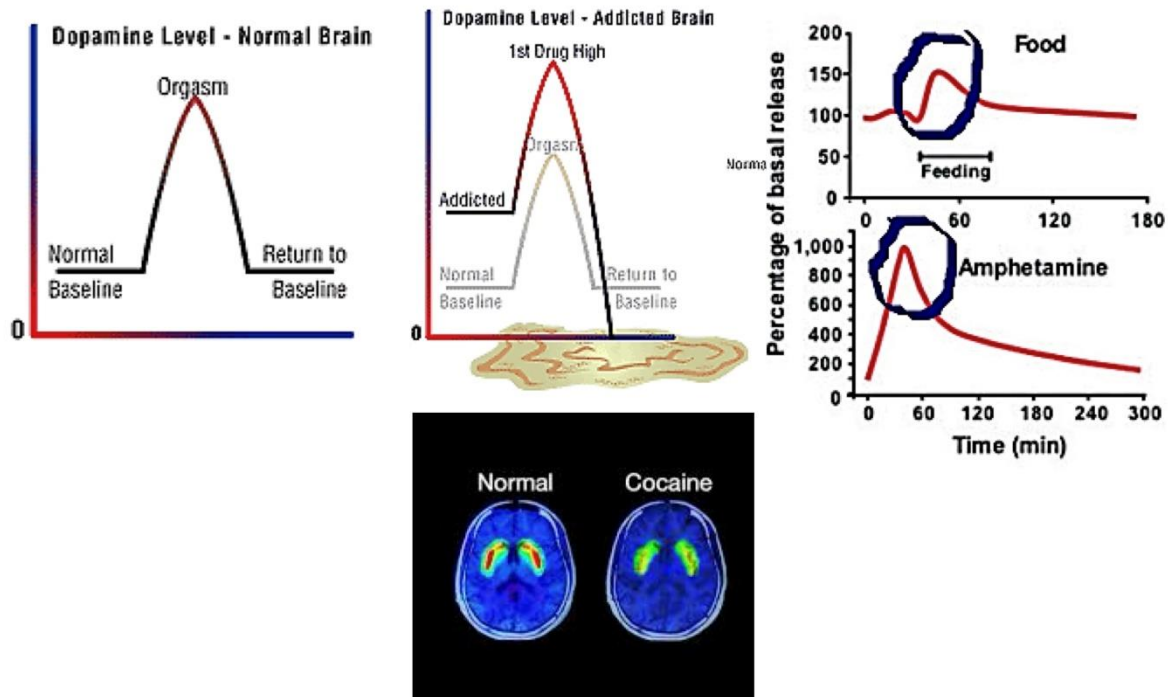 Dopamine Level - Normal Brain
Orgasm
Normal
Baseline
Return to
Baseline
0
Dopamine Level - Addicted Brain
1st Drug High
Orgasm
Addicted
Normal
Baseline
Return to
Baseline
0
Norma
Percentage of basal release
Food
200
150
100
50
0
Feeding
0 60 120 180
Amphetamine
1,000
800
600
400
200
0
0 60 120 180 240 300
Time (min)
Normal Cocaine